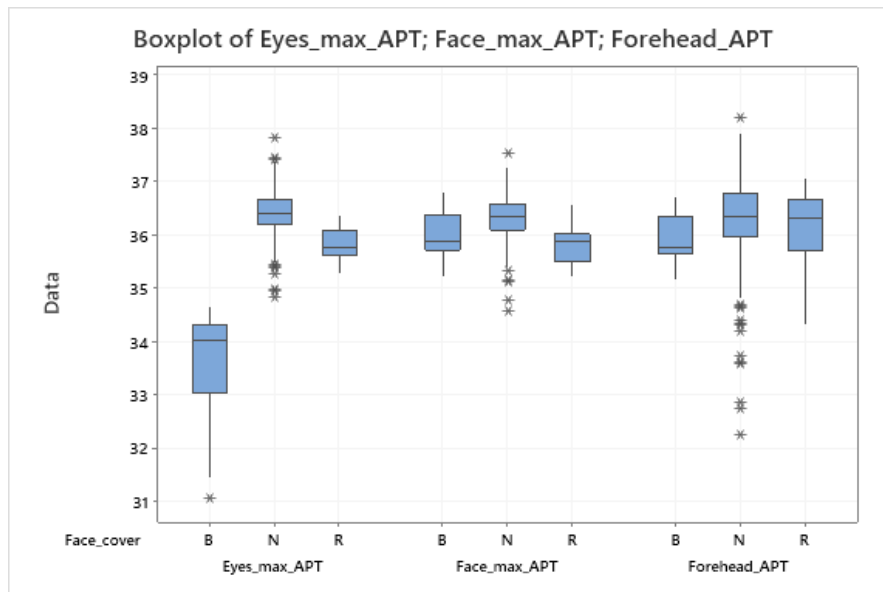 Boxplot of Eyes_max_APT; Face_max_APT; Forehead_APT
39
38
37
36
35
34
33
32
31
Data
Face_cover B N R B N R B N R
Eyes_max_APT Face_max_APT Forehead_APT